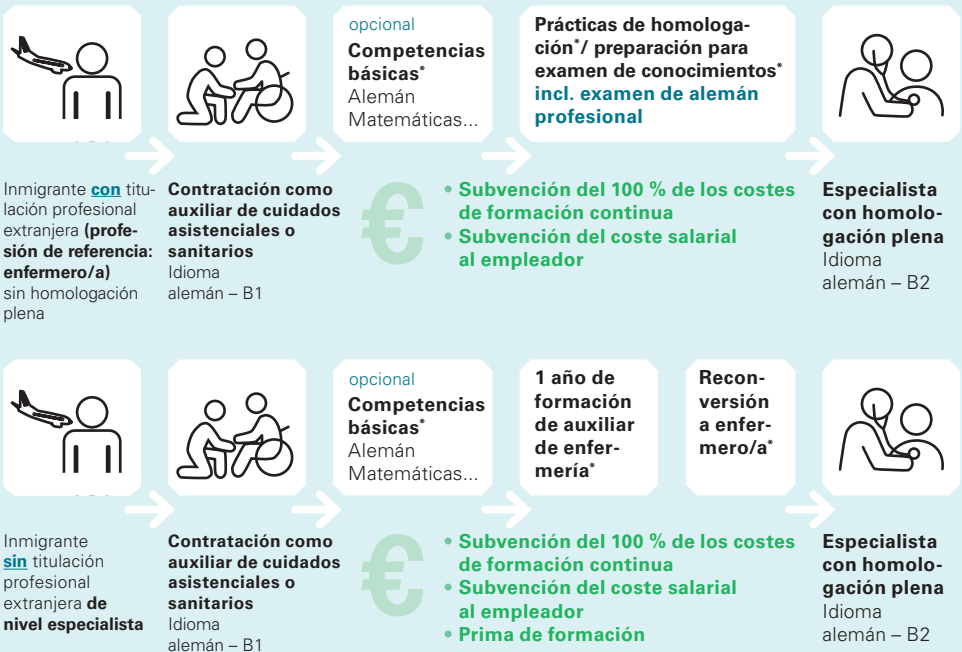 opcional
Competencias
básicas*
Alemán
Matemáticas...
Prácticas de homologa-
ción*/ preparación para
examen de conocimientos*
incl. examen de alemán
profesional
Inmigrante con titu-
lación profesional
extranjera (profe-
sión de referencia:
enfermero/a)
sin homologación
plena
Contratación como
auxiliar de cuidados
asistenciales o
sanitarios
Idioma
alemán – B1
€
• Subvención del 100 % de los costes
de formación continua
• Subvención del coste salarial
al empleador
Especialista
con homolo-
gación plena
Idioma
alemán – B2
opcional
Competencias
básicas*
Alemán
Matemáticas...
1 año de
formación
de auxiliar
de enfer-
mería*
Recon-
versión
a enfer-
mero/a*
Inmigrante
sin titulación
profesional
extranjera de
nivel especialista
Contratación como
auxiliar de cuidados
asistenciales o
sanitarios
Idioma
alemán – B1
€
• Subvención del 100 % de los costes
de formación continua
• Subvención del coste salarial
al empleador
• Prima de formación
Especialista
con homolo-
gación plena
Idioma
alemán – B2